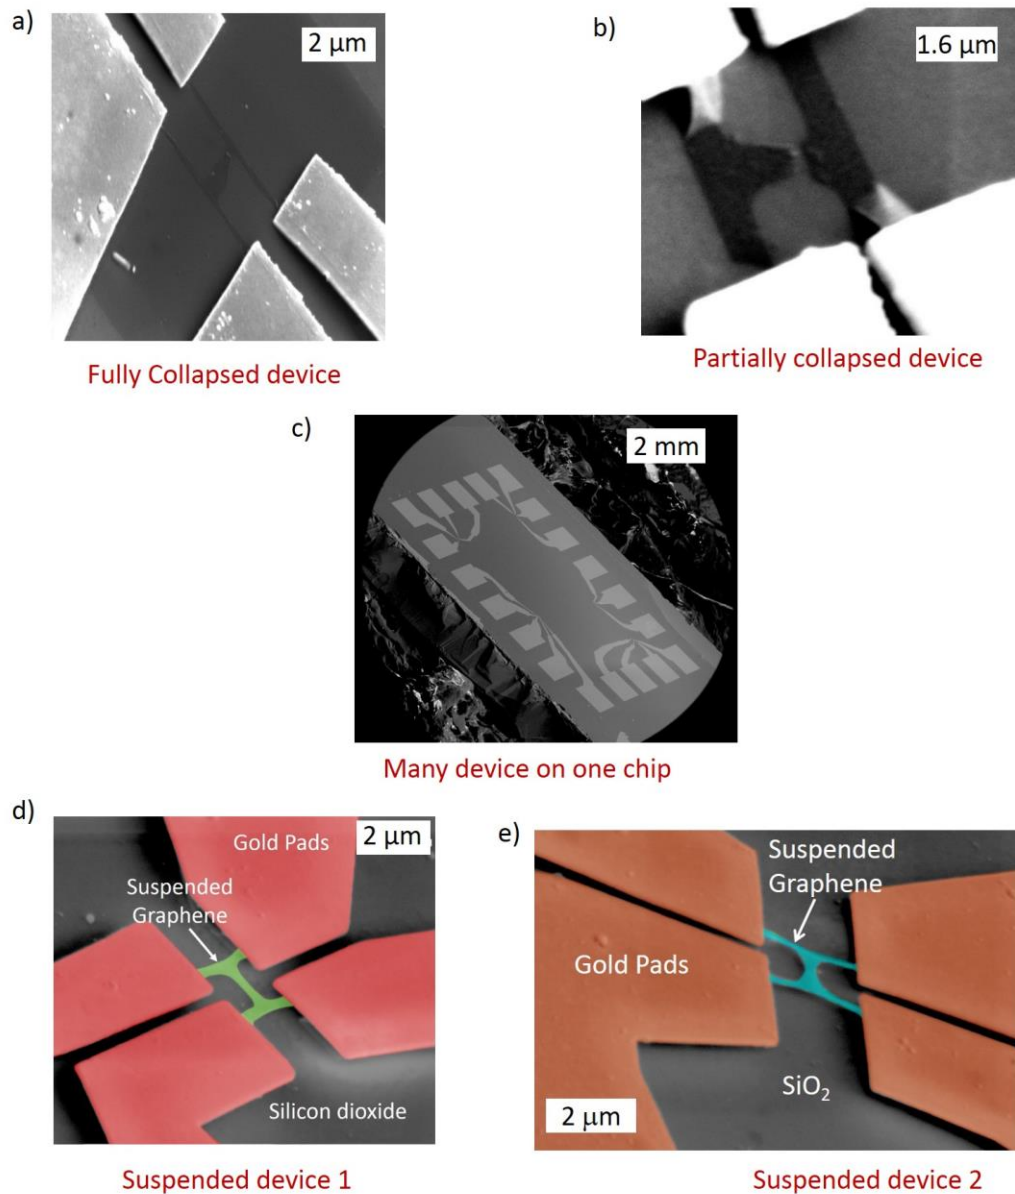 a)
2 μm
b)
1.6 μm
Fully Collapsed device
Partially collapsed device
c)
2 mm
Many device on one chip
d)
Gold Pads
2 μm
Suspended
Graphene
Silicon dioxide
Suspended device 1
e)
Suspended
Graphene
Gold Pads
SiO₂
2 μm
Suspended device 2